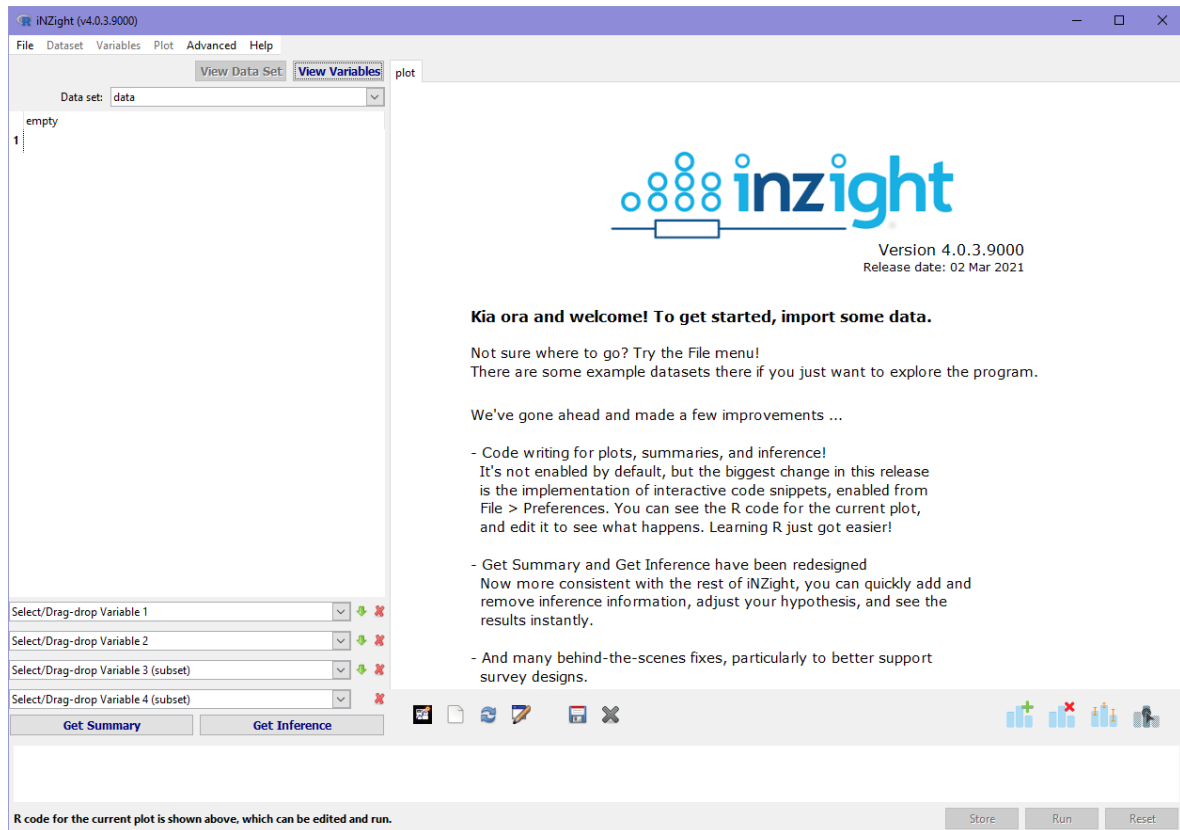 iNZight (v4.0.3.9000)
File Dataset Variables Plot Advanced Help
View Data Set View Variables
plot
Data set: data
empty
1
inzight
Version 4.0.3.9000
Release date: 02 Mar 2021
Kia ora and welcome! To get started, import some data.
Not sure where to go? Try the File menu!
There are some example datasets there if you just want to explore the program.
We've gone ahead and made a few improvements ...
- Code writing for plots, summaries, and inference!
It's not enabled by default, but the biggest change in this release
is the implementation of interactive code snippets, enabled from
File > Preferences. You can see the R code for the current plot,
and edit it to see what happens. Learning R just got easier!
- Get Summary and Get Inference have been redesigned
Now more consistent with the rest of iNZight, you can quickly add and
remove inference information, adjust your hypothesis, and see the
results instantly.
- And many behind-the-scenes fixes, particularly to better support
survey designs.
Select/Drag-drop Variable 1
Select/Drag-drop Variable 2
Select/Drag-drop Variable 3 (subset)
Select/Drag-drop Variable 4 (subset)
Get Summary Get Inference
R code for the current plot is shown above, which can be edited and run.
Store Run Reset